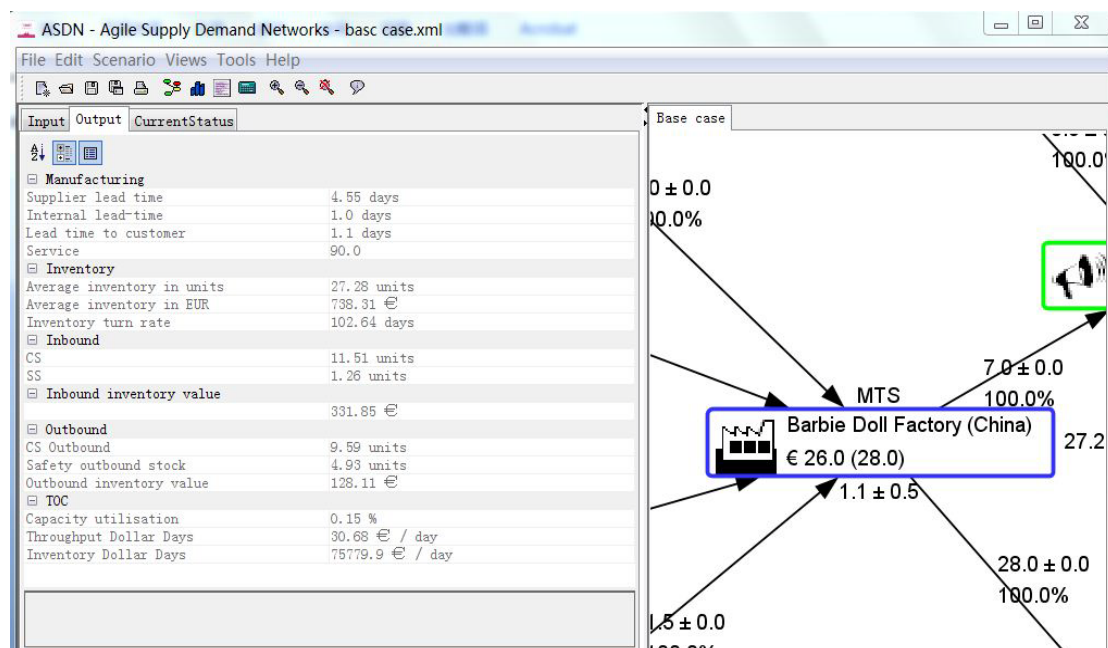 ASDN - Agile Supply Demand Networks - basc case.xml
File Edit Scenario Views Tools Help
Input Output CurrentStatus
Manufacturing
Supplier lead time 4.55 days
Internal lead-time 1.0 days
Lead time to customer 1.1 days
Service 90.0
Inventory
Average inventory in units 27.28 units
Average inventory in EUR 738.31 €
Inventory turn rate 102.64 days
Inbound
CS 11.51 units
SS 1.26 units
Inbound inventory value
331.85 €
Outbound
CS Outbound 9.59 units
Safety outbound stock 4.93 units
Outbound inventory value 128.11 €
TOC
Capacity utilisation 0.15 %
Throughput Dollar Days 30.68 € / day
Inventory Dollar Days 75779.9 € / day
Base case
100.0
0 ± 0.0
00.0%
7.0 ± 0.0
100.0%
MTS
Barbie Doll Factory (China)
€ 26.0 (28.0)
27.2
1.1 ± 0.5
28.0 ± 0.0
100.0%
1.5 ± 0.0